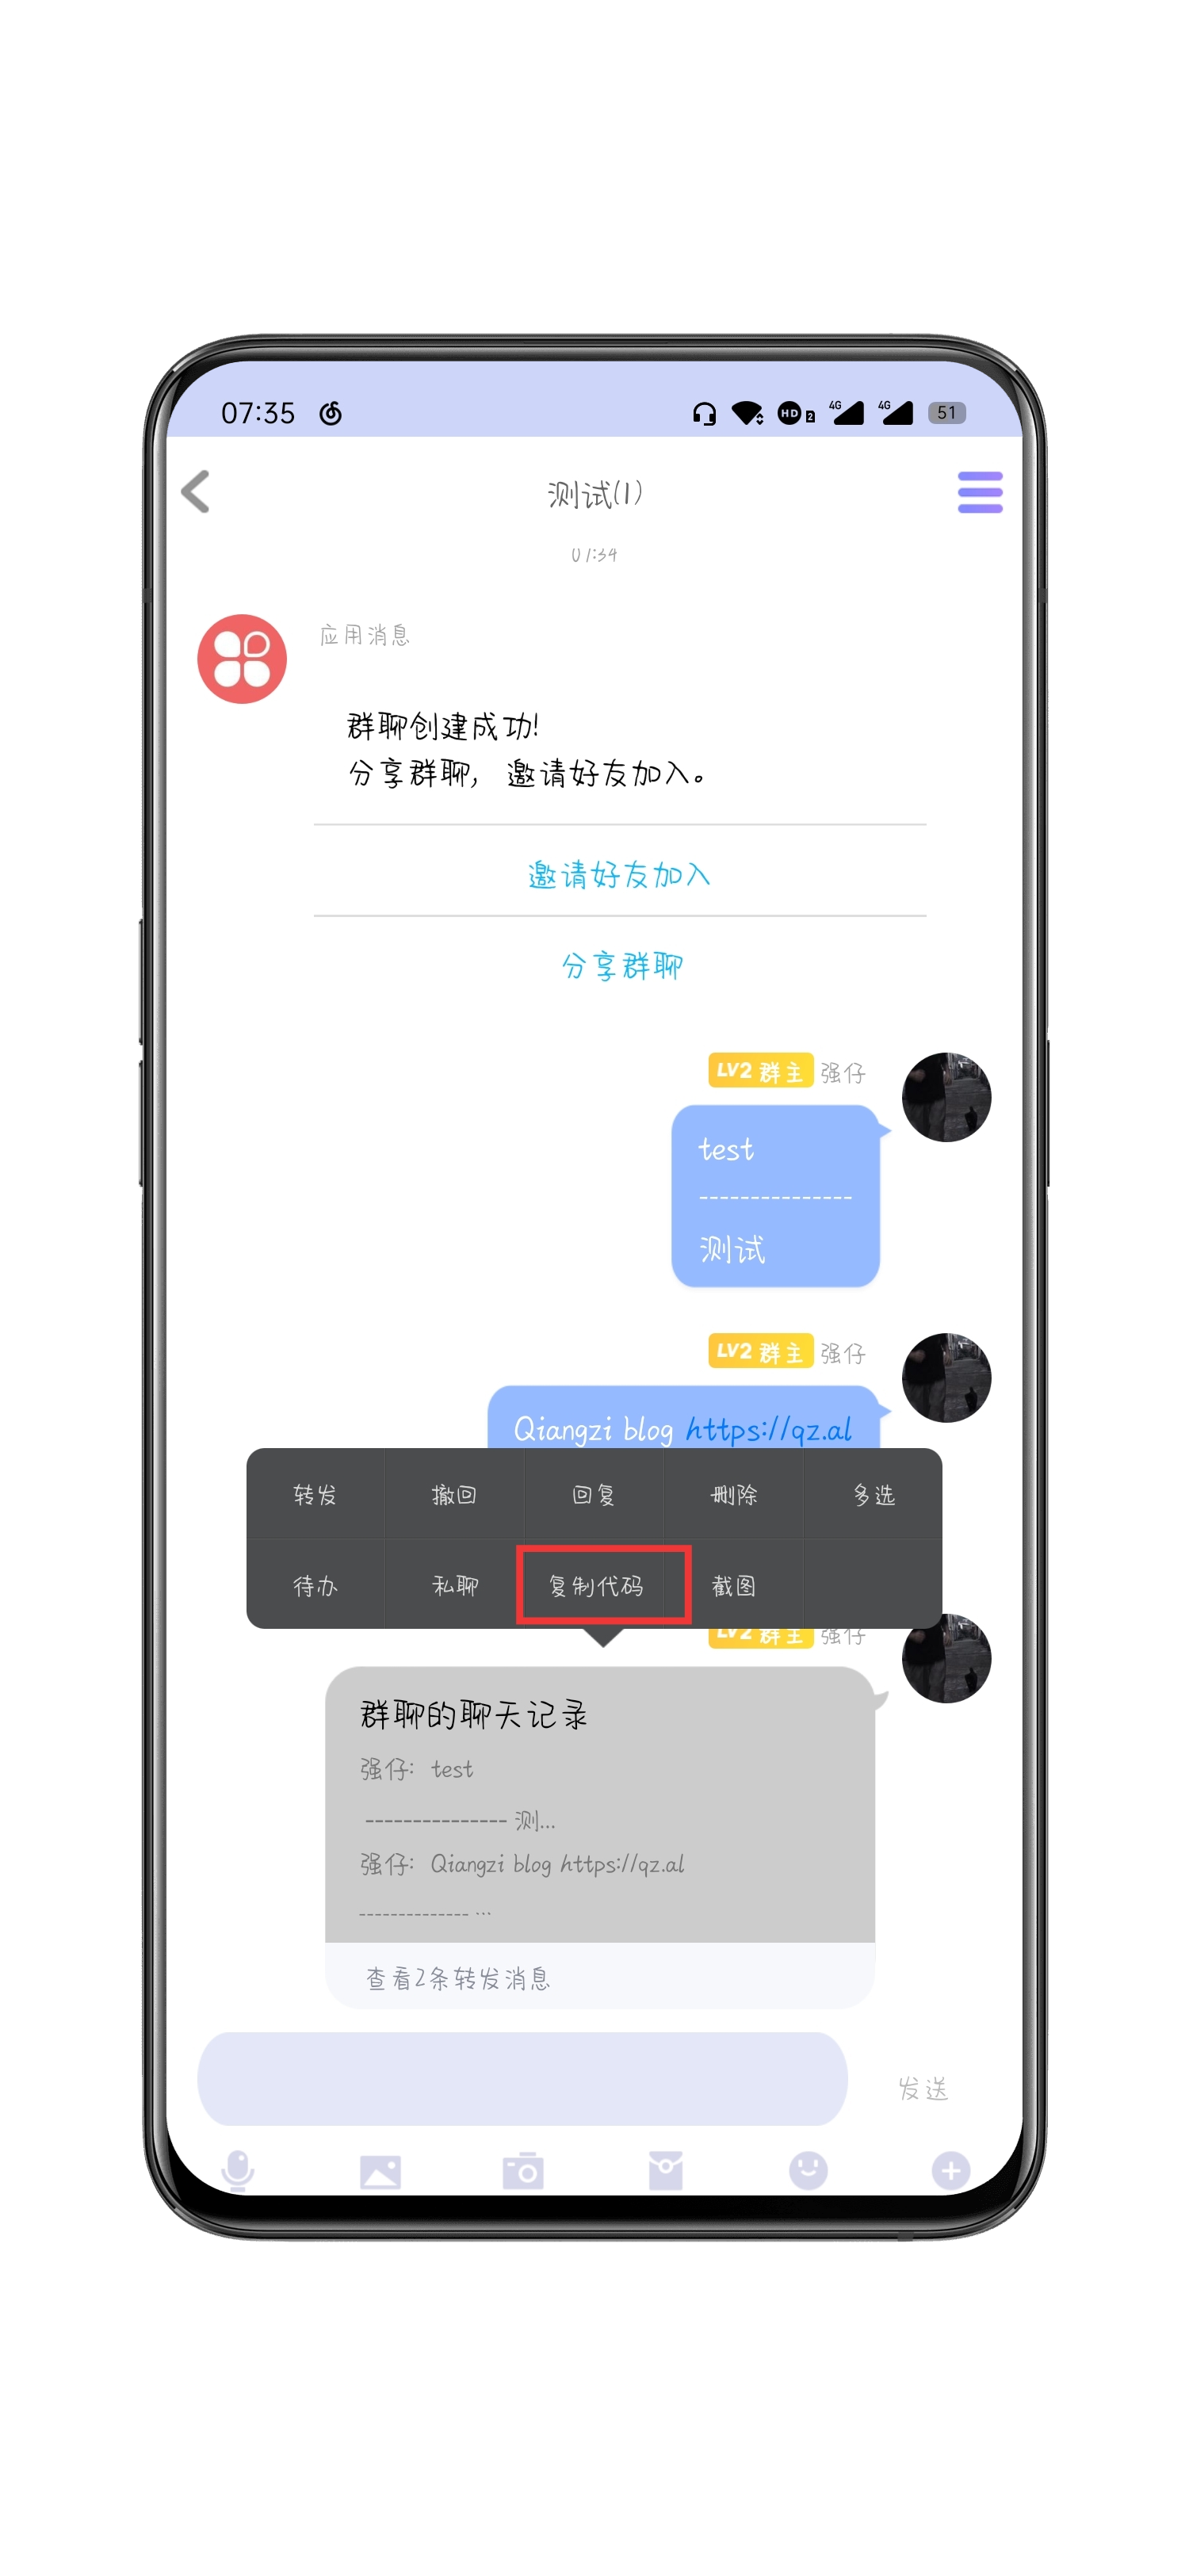 07:35
HD 2 4G 4G 51
测试(1)
01:34
应用消息
群聊创建成功!
分享群聊, 邀请好友加入。
邀请好友加入
分享群聊
LV2 群主 强仔
test
---------------
测试
LV2 群主 强仔
Qiangzi blog https://qz.al
转发 撤回 回复 删除 多选
待办 私聊 复制代码 截图
LV2 群主 强仔
群聊的聊天记录
强仔: test
--------------- 测...
强仔: Qiangzi blog https://qz.al
-------------- ...
查看2条转发消息
发送